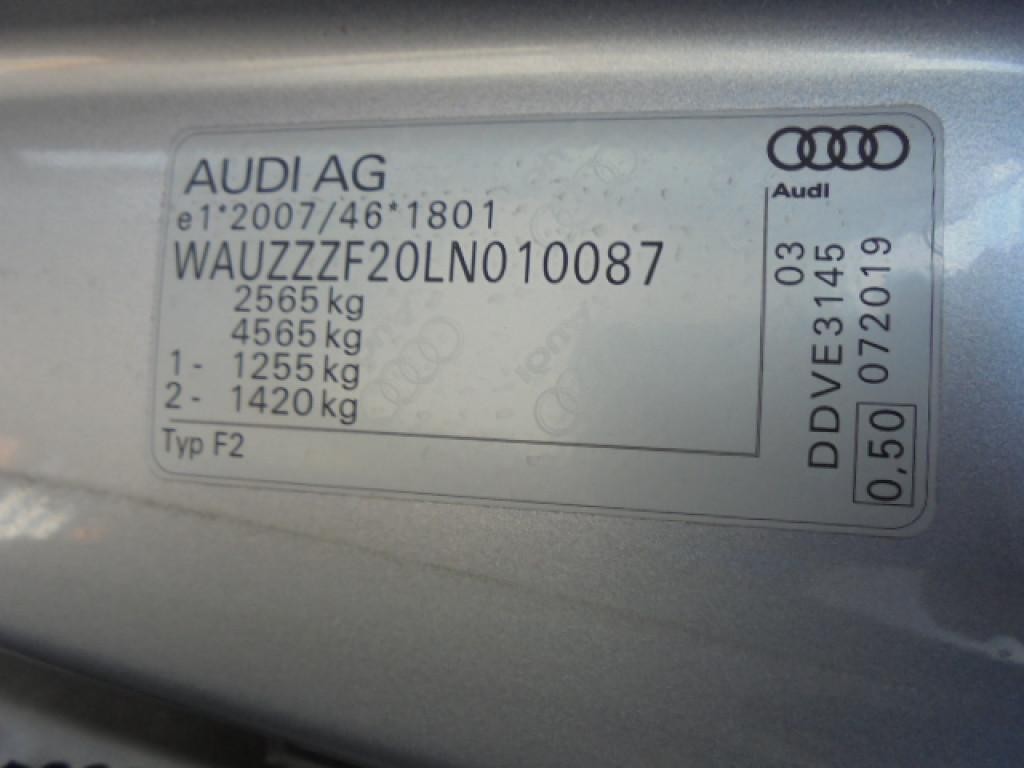 AUDI AG
e1*2007/46*1801
WAUZZZF20LN010087
2565 kg
4565 kg
1- 1255 kg
2- 1420 kg
Typ F2
Audi
03
DDVE3145
0,50 072019